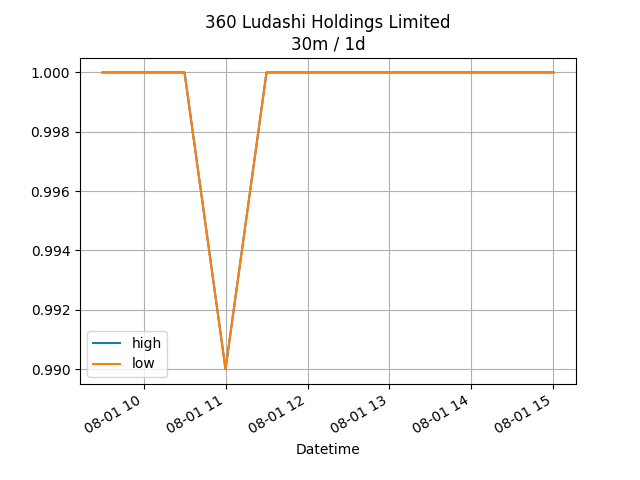 360 Ludashi Holdings Limited
30m / 1d
1.000
0.998
0.996
0.994
0.992
0.990
high
low
08-01 10
08-01 11
08-01 12
08-01 13
08-01 14
08-01 15
Datetime